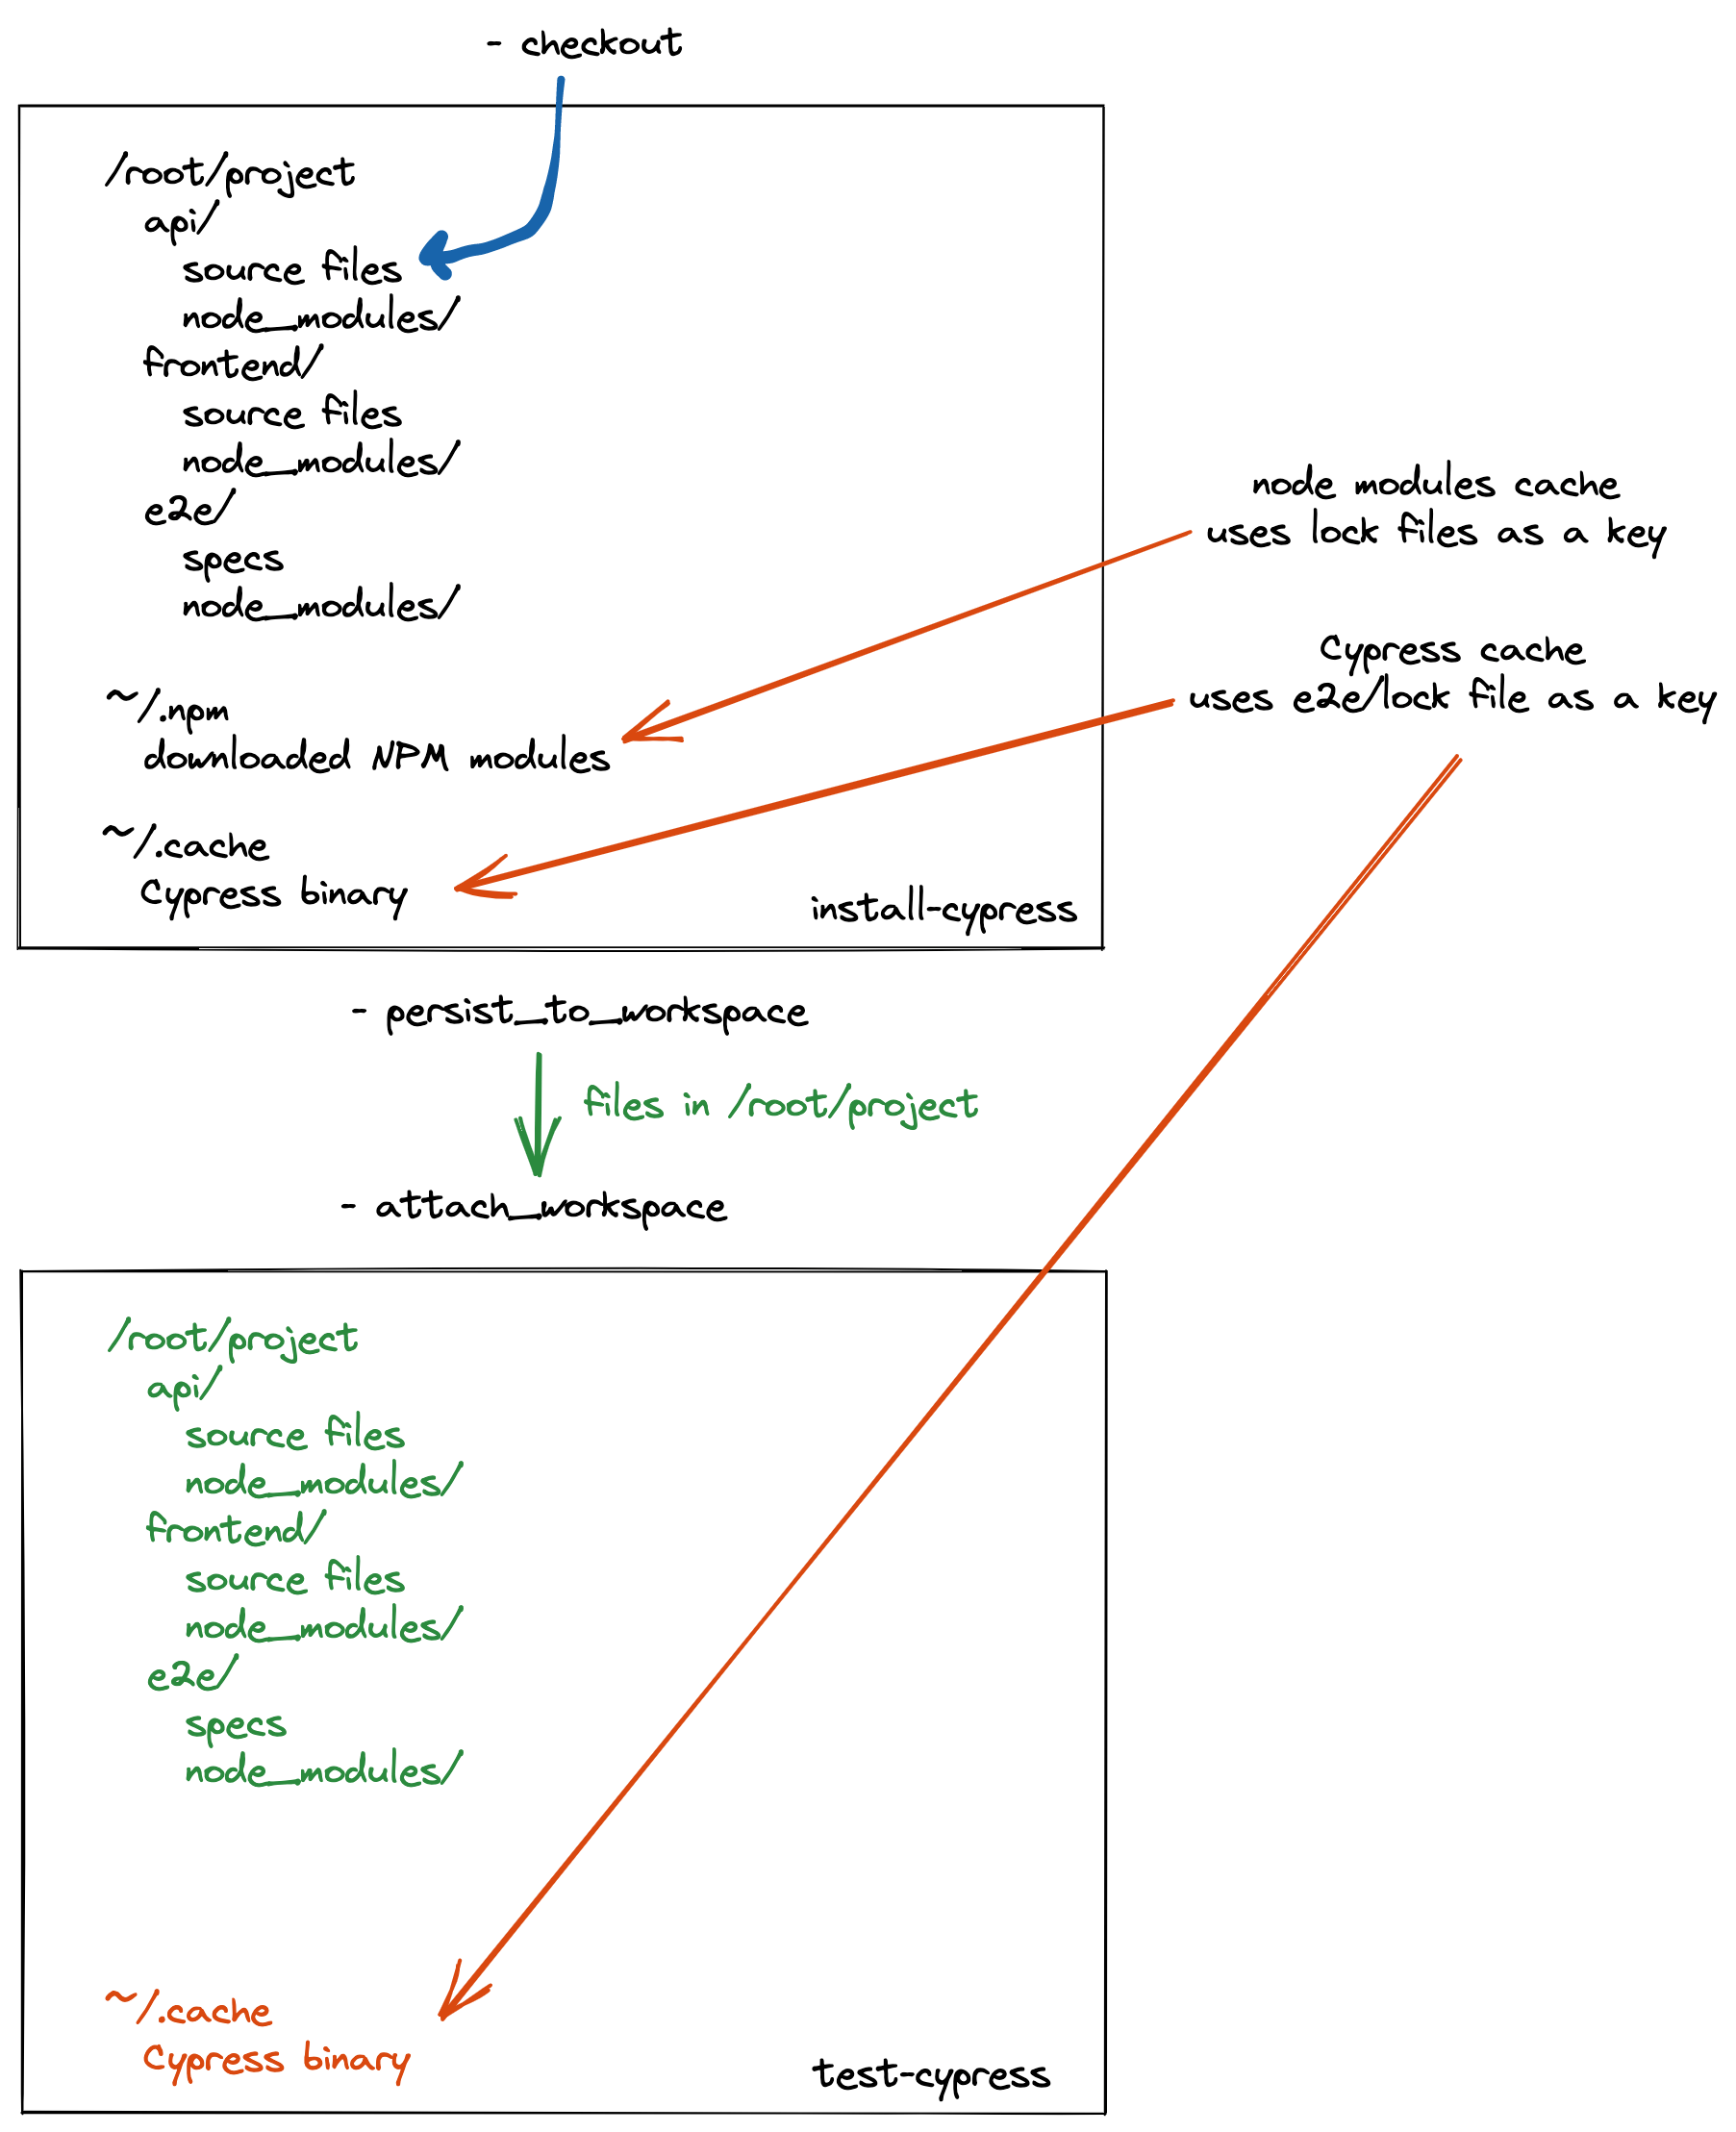 - checkout
/root/project
api/
source files
node_modules/
frontend/
source files
node_modules/
e2e/
specs
node_modules/
~/.npm
downloaded NPM modules
~/.cache
Cypress binary
install-cypress
node modules cache
uses lock files as a key
Cypress cache
uses e2e/lock file as a key
- persist_to_workspace
files in /root/project
- attach_workspace
/root/project
api/
source files
node_modules/
frontend/
source files
node_modules/
e2e/
specs
node_modules/
~/.cache
Cypress binary
test-cypress